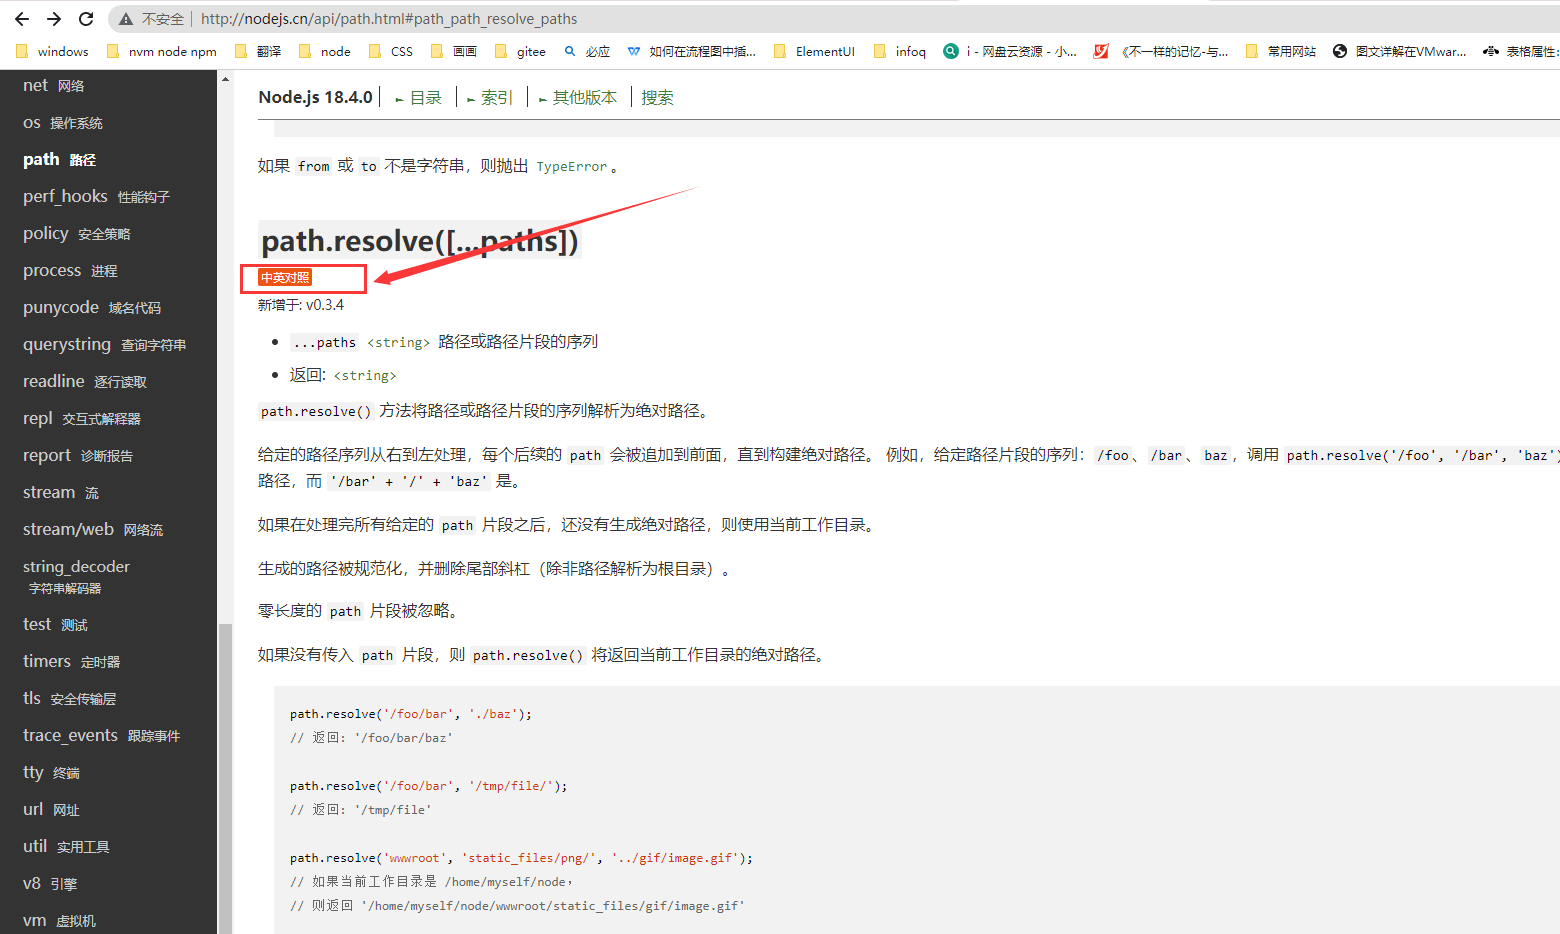 不安全 | http://nodejs.cn/api/path.html#path_path_resolve_paths
windows nvm node npm 翻译 node CSS 画画 gitee 必应 如何在流程图中插... ElementUI infoq i - 网盘云资源 - 小... 《不一样的记忆-与... 常用网站 图文详解在VMwar... 表格属性:
net 网络
os 操作系统
path 路径
perf_hooks 性能钩子
policy 安全策略
process 进程
punycode 域名代码
querystring 查询字符串
readline 逐行读取
repl 交互式解释器
report 诊断报告
stream 流
stream/web 网络流
string_decoder
字符串解码器
test 测试
timers 定时器
tls 安全传输层
trace_events 跟踪事件
tty 终端
url 网址
util 实用工具
v8 引擎
vm 虚拟机
Node.js 18.4.0 | ► 目录 | ► 索引 | ► 其他版本 | 搜索
如果 from 或 to 不是字符串，则抛出 TypeError 。
path.resolve([...paths])
中英对照
新增于: v0.3.4
• ...paths <string> 路径或路径片段的序列
• 返回: <string>
path.resolve() 方法将路径或路径片段的序列解析为绝对路径。
给定的路径序列从右到左处理，每个后续的 path 会被追加到前面，直到构建绝对路径。 例如，给定路径片段的序列：/foo、/bar、baz，调用 path.resolve('/foo', '/bar', 'baz')
路径，而 '/bar' + '/' + 'baz' 是。
如果在处理完所有给定的 path 片段之后，还没有生成绝对路径，则使用当前工作目录。
生成的路径被规范化，并删除尾部斜杠（除非路径解析为根目录）。
零长度的 path 片段被忽略。
如果没有传入 path 片段，则 path.resolve() 将返回当前工作目录的绝对路径。
path.resolve('/foo/bar', './baz');
// 返回: '/foo/bar/baz'
path.resolve('/foo/bar', '/tmp/file/');
// 返回: '/tmp/file'
path.resolve('wwwroot', 'static_files/png/', '../gif/image.gif');
// 如果当前工作目录是 /home/myself/node，
// 则返回 '/home/myself/node/wwwroot/static_files/gif/image.gif'